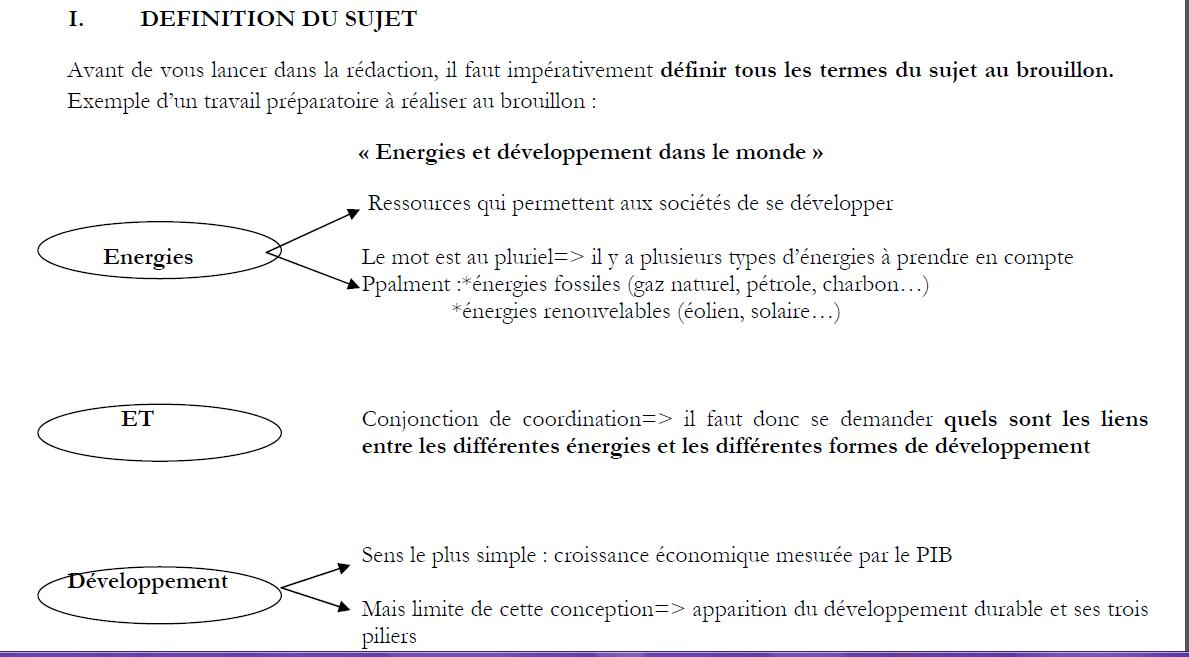 I. DEFINITION DU SUJET
Avant de vous lancer dans la rédaction, il faut impérativement définir tous les termes du sujet au brouillon.
Exemple d'un travail préparatoire à réaliser au brouillon :
« Energies et développement dans le monde »
Ressources qui permettent aux sociétés de se développer
Energies
Le mot est au pluriel=> il y a plusieurs types d'énergies à prendre en compte
Ppalment :*énergies fossiles (gaz naturel, pétrole, charbon…)
*énergies renouvelables (éolien, solaire…)
ET
Conjonction de coordination=> il faut donc se demander quels sont les liens
entre les différentes énergies et les différentes formes de développement
Sens le plus simple : croissance économique mesurée par le PIB
Développement
Mais limite de cette conception=> apparition du développement durable et ses trois
piliers